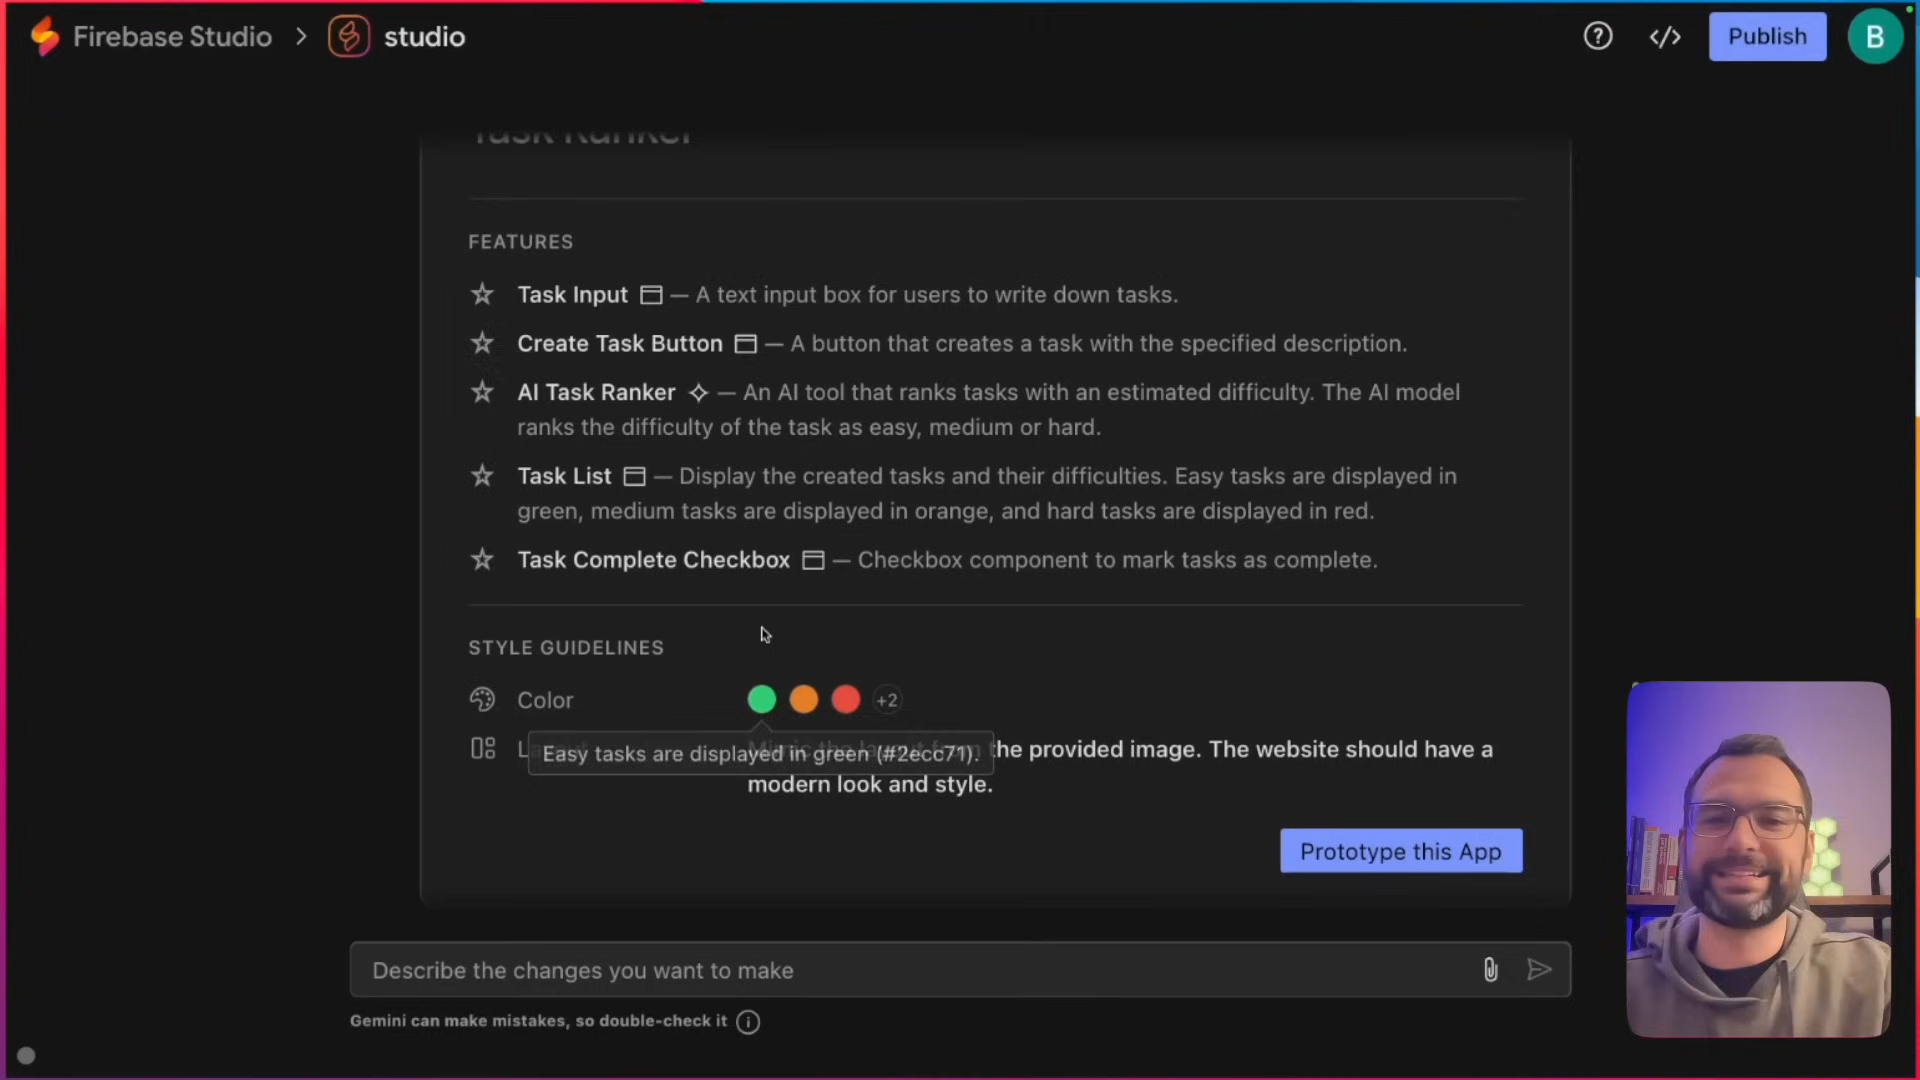 Firebase Studio > studio
</>
Publish
B
Task Ranker
FEATURES
Task Input — A text input box for users to write down tasks.
Create Task Button — A button that creates a task with the specified description.
AI Task Ranker — An AI tool that ranks tasks with an estimated difficulty. The AI model
ranks the difficulty of the task as easy, medium or hard.
Task List — Display the created tasks and their difficulties. Easy tasks are displayed in
green, medium tasks are displayed in orange, and hard tasks are displayed in red.
Task Complete Checkbox — Checkbox component to mark tasks as complete.
STYLE GUIDELINES
Color
+2
Easy tasks are displayed in green (#2ecc71).
Mimic the layout from the provided image. The website should have a
modern look and style.
Prototype this App
Describe the changes you want to make
Gemini can make mistakes, so double-check it